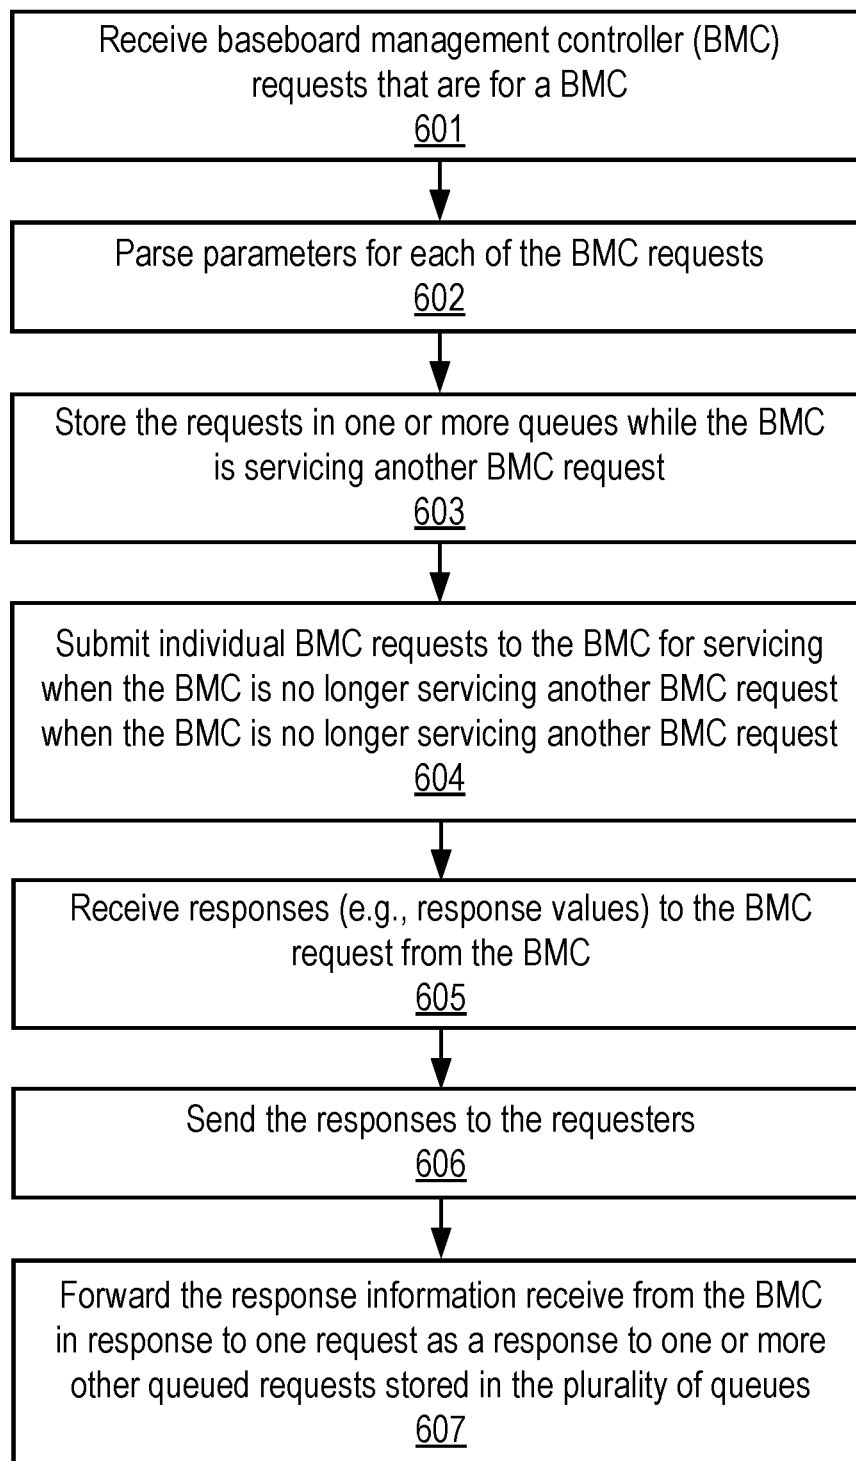 Receive baseboard management controller (BMC)
requests that are for a BMC
601
Parse parameters for each of the BMC requests
602
Store the requests in one or more queues while the BMC
is servicing another BMC request
603
Submit individual BMC requests to the BMC for servicing
when the BMC is no longer servicing another BMC request
when the BMC is no longer servicing another BMC request
604
Receive responses (e.g., response values) to the BMC
request from the BMC
605
Send the responses to the requesters
606
Forward the response information receive from the BMC
in response to one request as a response to one or more
other queued requests stored in the plurality of queues
607